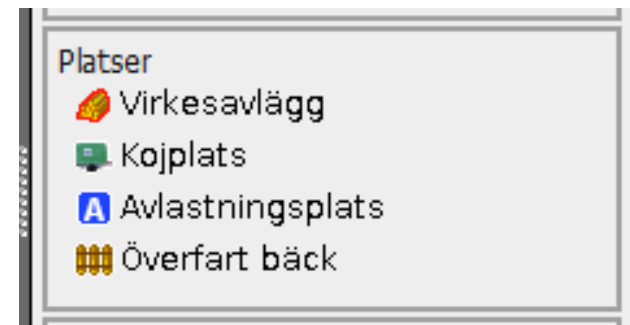 Platser
Virkesavlägg
Kojplats
A Avlastningsplats
Överfart bäck